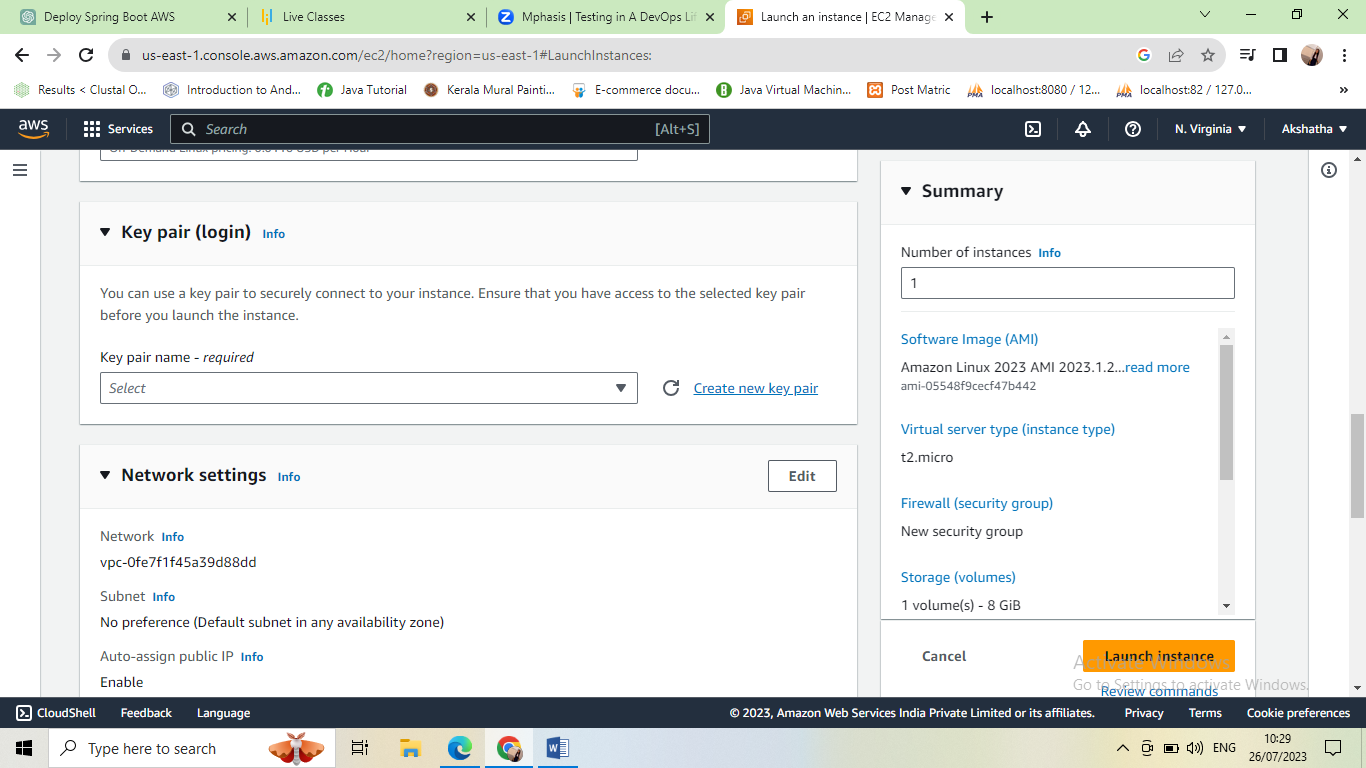 Deploy Spring Boot AWS
Live Classes
Mphasis | Testing in A DevOps Lif
Launch an instance | EC2 Manage
us-east-1.console.aws.amazon.com/ec2/home?region=us-east-1#LaunchInstances:
Results < Clustal O...
Introduction to And...
Java Tutorial
Kerala Mural Painti...
E-commerce docu...
Java Virtual Machin...
Post Matric
localhost:8080 / 12...
localhost:82 / 127.0...
»
aws
Services
Search
[Alt+S]
N. Virginia
Akshatha
Key pair (login) Info
You can use a key pair to securely connect to your instance. Ensure that you have access to the selected key pair
before you launch the instance.
Key pair name - required
Select
Create new key pair
Network settings Info
Edit
Network Info
vpc-0fe7f1f45a39d88dd
Subnet Info
No preference (Default subnet in any availability zone)
Auto-assign public IP Info
Enable
Summary
Number of instances Info
1
Software Image (AMI)
Amazon Linux 2023 AMI 2023.1.2...read more
ami-05548f9cecf47b442
Virtual server type (instance type)
t2.micro
Firewall (security group)
New security group
Storage (volumes)
1 volume(s) - 8 GiB
Cancel
Launch instance
Review commands
Activate Windows
Go to Settings to activate Windows.
CloudShell
Feedback
Language
© 2023, Amazon Web Services India Private Limited or its affiliates.
Privacy
Terms
Cookie preferences
Type here to search
ENG
10:29
26/07/2023